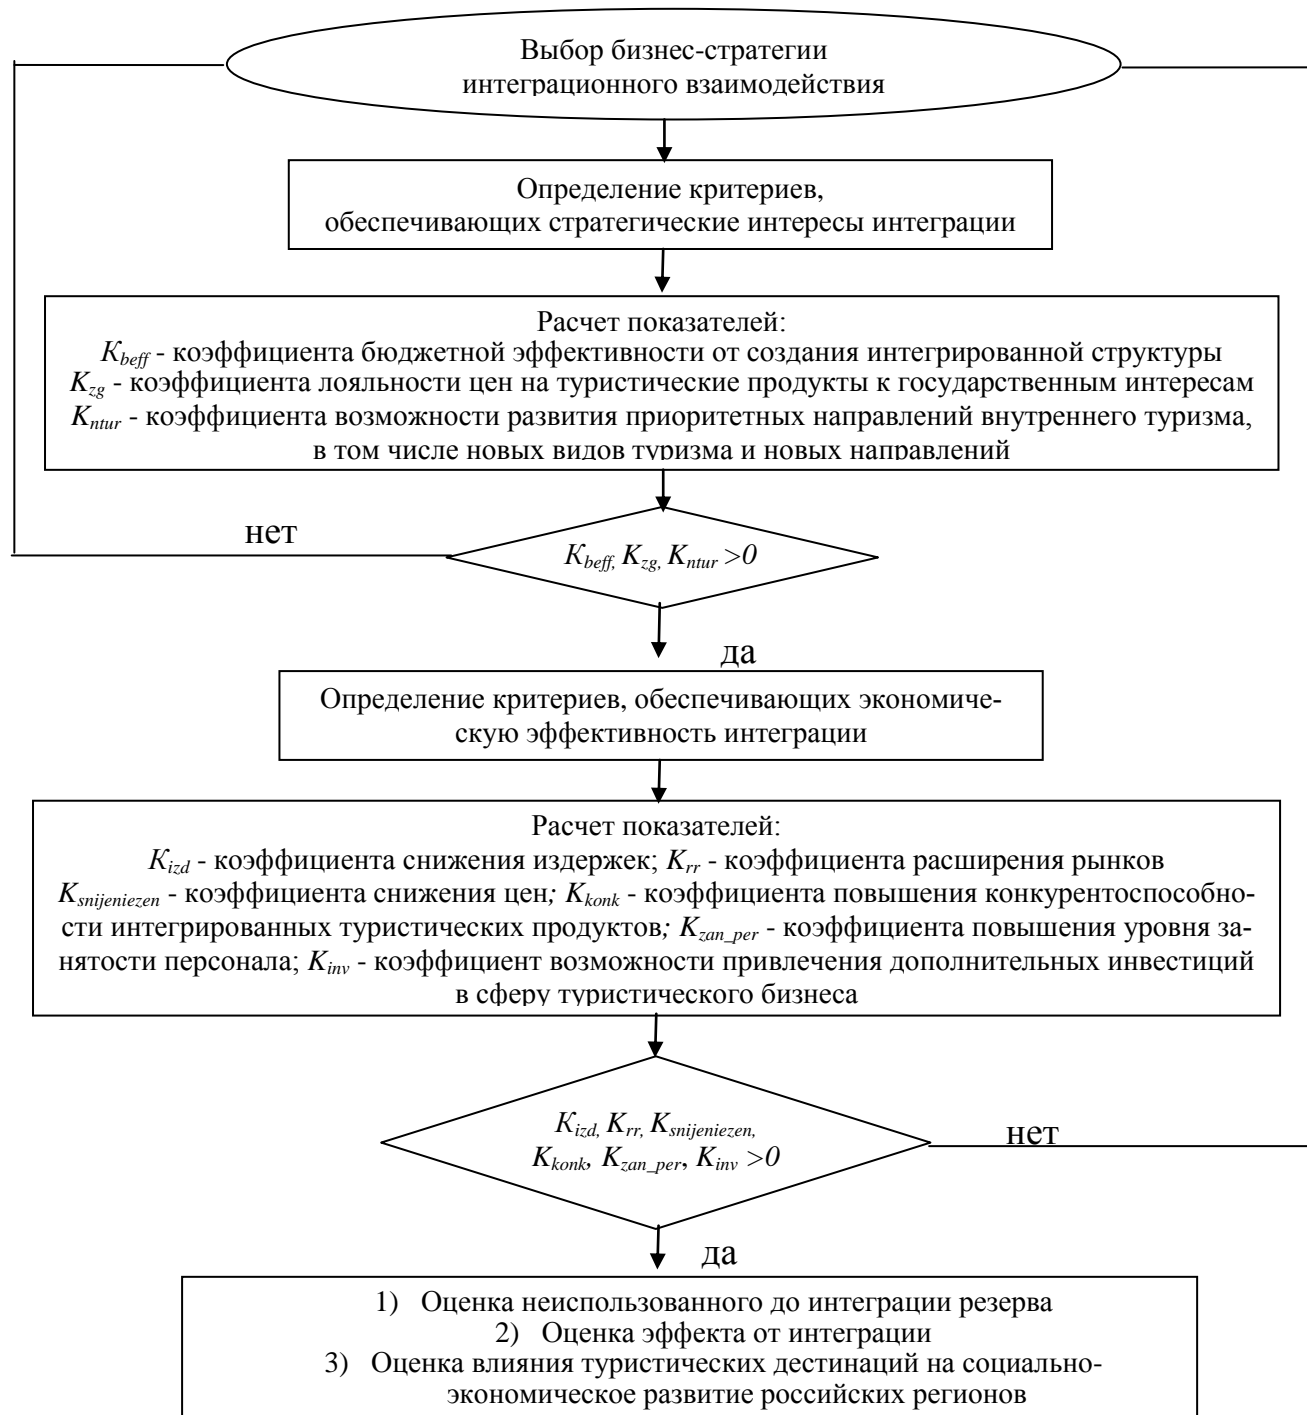 Выбор бизнес-стратегии
интеграционного взаимодействия
Определение критериев,
обеспечивающих стратегические интересы интеграции
Расчет показателей:
K_beff - коэффициента бюджетной эффективности от создания интегрированной структуры
K_zg - коэффициента лояльности цен на туристические продукты к государственным интересам
K_ntur - коэффициента возможности развития приоритетных направлений внутреннего туризма,
в том числе новых видов туризма и новых направлений
нет
K_beff, K_zg, K_ntur >0
да
Определение критериев, обеспечивающих экономиче-
скую эффективность интеграции
Расчет показателей:
K_izd - коэффициента снижения издержек; K_rr - коэффициента расширения рынков
K_snijeniezen - коэффициента снижения цен; K_konk - коэффициента повышения конкурентоспособно-
сти интегрированных туристических продуктов; K_zan_per - коэффициента повышения уровня за-
нятости персонала; K_inv - коэффициент возможности привлечения дополнительных инвестиций
в сферу туристического бизнеса
K_izd, K_rr, K_snijeniezen,
K_konk, K_zan_per, K_inv >0
нет
да
1) Оценка неиспользованного до интеграции резерва
2) Оценка эффекта от интеграции
3) Оценка влияния туристических дестинаций на социально-
экономическое развитие российских регионов